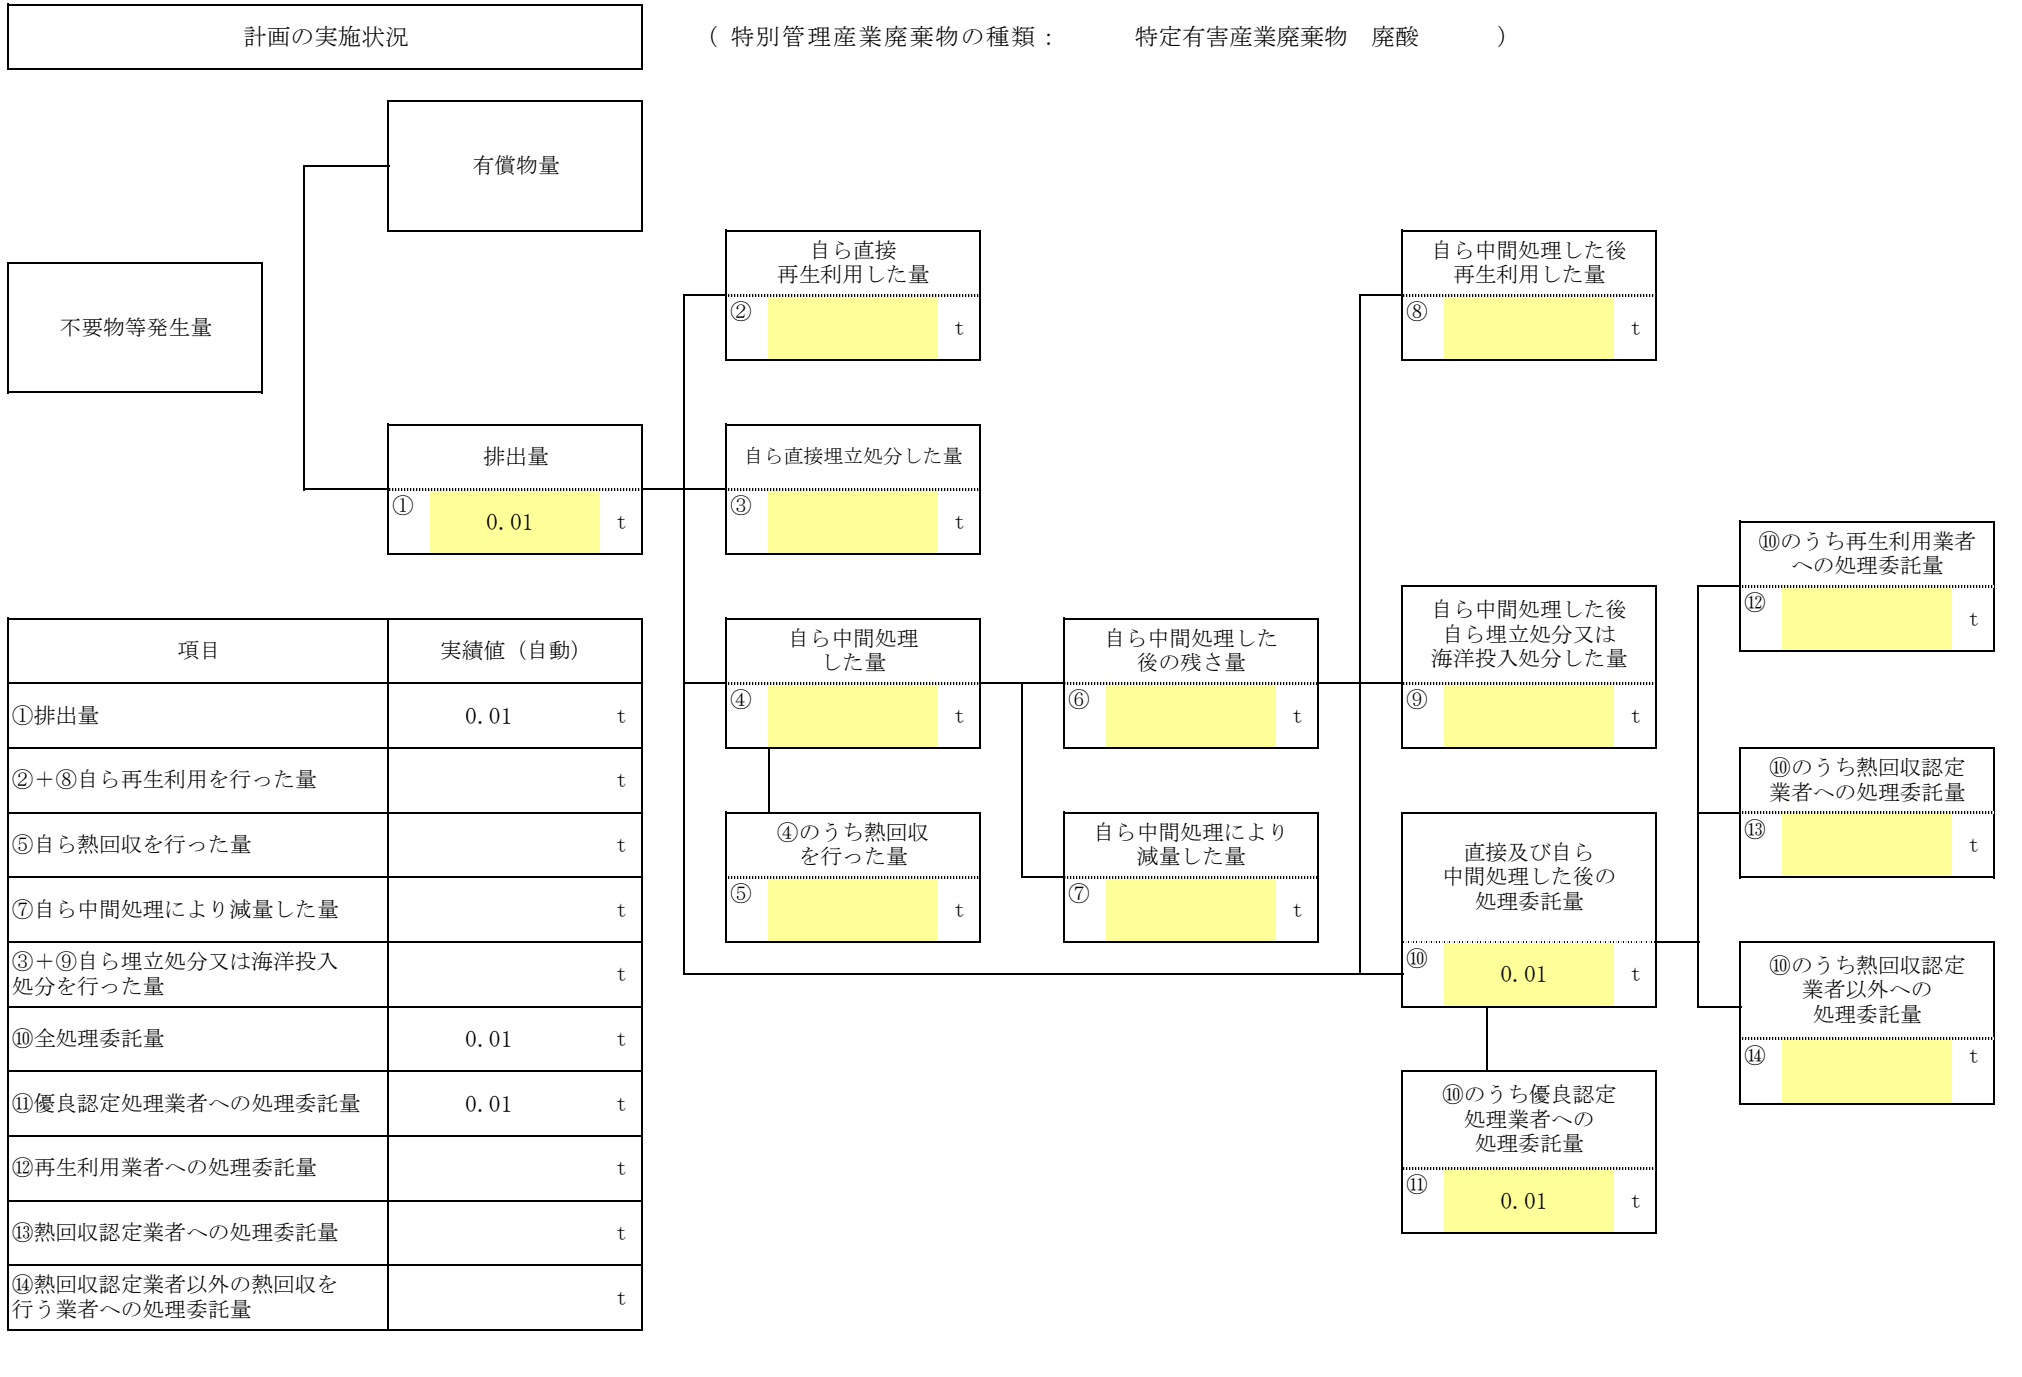 計画の実施状況
（ 特別管理産業廃棄物の種類： 特定有害産業廃棄物　廃酸 ）
有償物量
不要物等発生量
排出量
① 0.01 t
自ら直接
再生利用した量
② t
自ら直接埋立処分した量
③ t
自ら中間処理
した量
④ t
④のうち熱回収
を行った量
⑤ t
自ら中間処理した
後の残さ量
⑥ t
自ら中間処理により
減量した量
⑦ t
自ら中間処理した後
再生利用した量
⑧ t
自ら中間処理した後
自ら埋立処分又は
海洋投入処分した量
⑨ t
直接及び自ら
中間処理した後の
処理委託量
⑩ 0.01 t
⑩のうち優良認定
処理業者への
処理委託量
⑪ 0.01 t
⑩のうち再生利用業者
への処理委託量
⑫ t
⑩のうち熱回収認定
業者への処理委託量
⑬ t
⑩のうち熱回収認定
業者以外への
処理委託量
⑭ t
項目 実績値（自動）
①排出量 0.01 t
②＋⑧自ら再生利用を行った量 t
⑤自ら熱回収を行った量 t
⑦自ら中間処理により減量した量 t
③＋⑨自ら埋立処分又は海洋投入
処分を行った量 t
⑩全処理委託量 0.01 t
⑪優良認定処理業者への処理委託量 0.01 t
⑫再生利用業者への処理委託量 t
⑬熱回収認定業者への処理委託量 t
⑭熱回収認定業者以外の熱回収を
行う業者への処理委託量 t